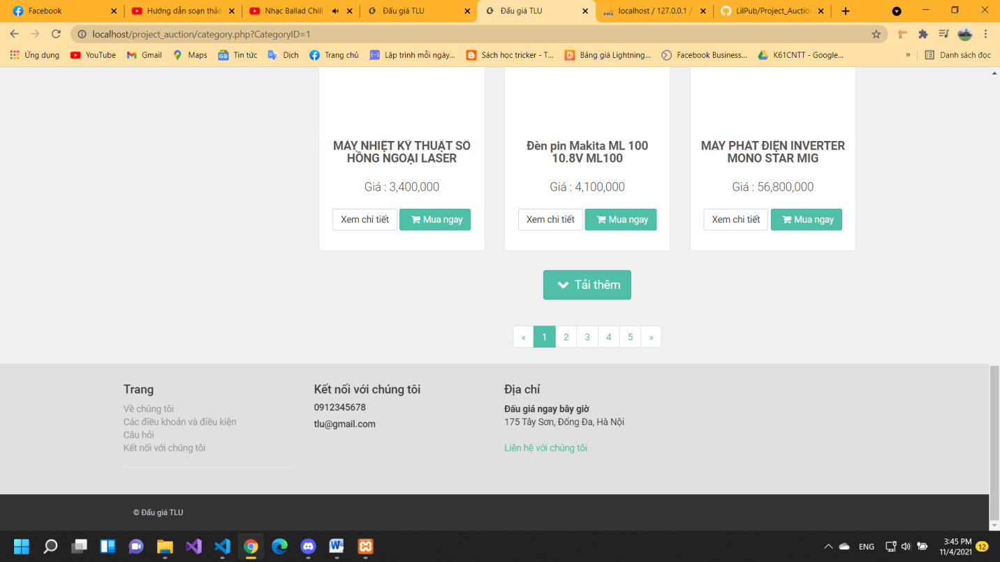 Facebook
Hướng dẫn soạn thảo
Nhạc Ballad Chill
Đấu giá TLU
Đấu giá TLU
localhost / 127.0.0.1 /
LilPub/Project_Auction
localhost/project_auction/category.php?CategoryID=1
Ứng dụng
YouTube
Gmail
Maps
Tin tức
Dịch
Trang chủ
Lập trình mỗi ngày...
Sách học tricker - T...
Bảng giá Lightning...
Facebook Business...
K61CNTT - Google...
»
Danh sách đọc
MÁY NHIỆT KỸ THUẬT SỐ
HỒNG NGOẠI LASER
Giá : 3,400,000
Xem chi tiết
Mua ngay
Đèn pin Makita ML 100
10.8V ML100
Giá : 4,100,000
Xem chi tiết
Mua ngay
MÁY PHÁT ĐIỆN INVERTER
MONO STAR MIG
Giá : 56,800,000
Xem chi tiết
Mua ngay
Tải thêm
« 1 2 3 4 5 »
Trang
Về chúng tôi
Các điều khoản và điều kiện
Câu hỏi
Kết nối với chúng tôi
Kết nối với chúng tôi
0912345678
tlu@gmail.com
Địa chỉ
Đấu giá ngay bây giờ
175 Tây Sơn, Đống Đa, Hà Nội
Liên hệ với chúng tôi
© Đấu giá TLU
ENG
3:45 PM
11/4/2021
12